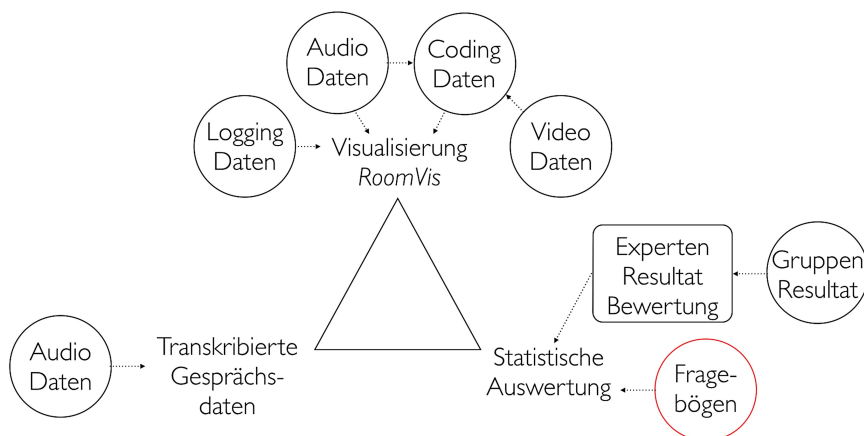 Audio
Daten
Coding
Daten
Logging
Daten
Visualisierung
RoomVis
Video
Daten
Experten
Resultat
Bewertung
Gruppen
Resultat
Audio
Daten
Transkribierte
Gesprächs-
daten
Statistische
Auswertung
Frage-
bögen